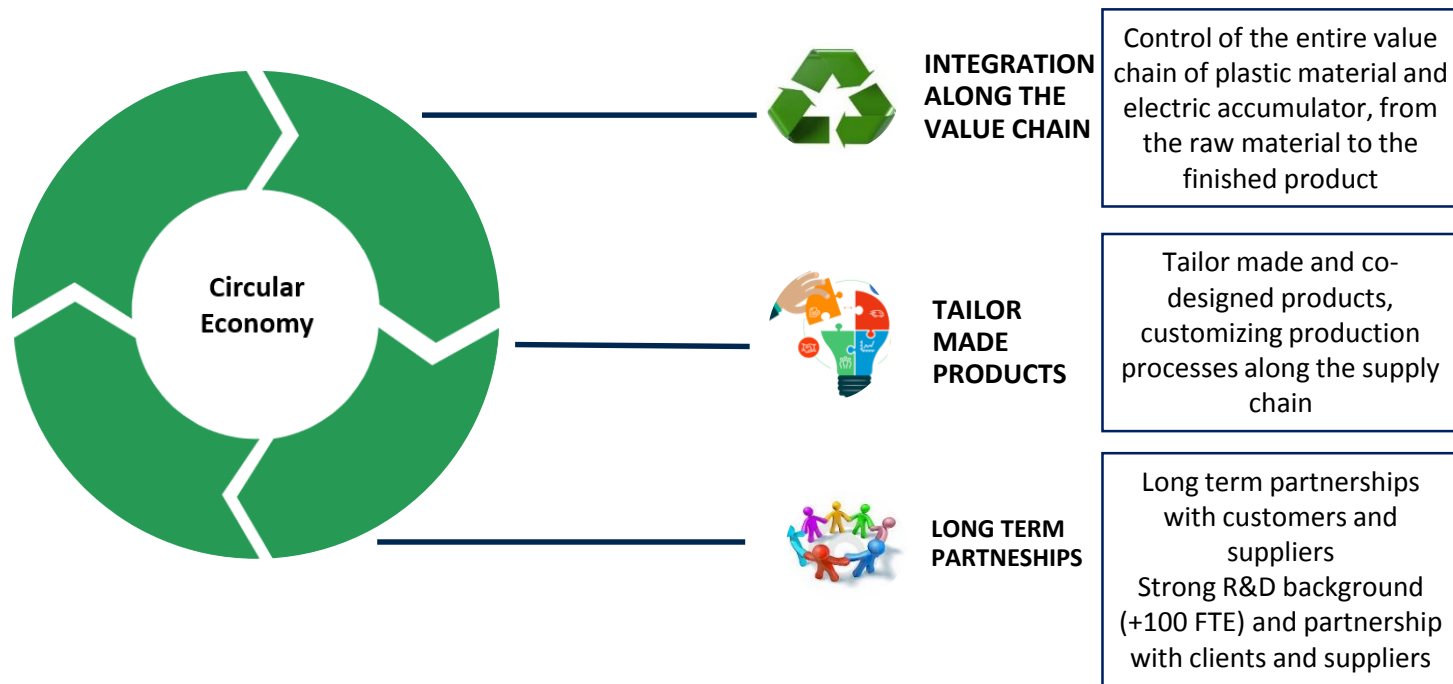 Circular
Economy
INTEGRATION
ALONG THE
VALUE CHAIN
Control of the entire value
chain of plastic material and
electric accumulator, from
the raw material to the
finished product
TAILOR
MADE
PRODUCTS
Tailor made and co-
designed products,
customizing production
processes along the supply
chain
LONG TERM
PARTNESHIPS
Long term partnerships
with customers and
suppliers
Strong R&D background
(+100 FTE) and partnership
with clients and suppliers